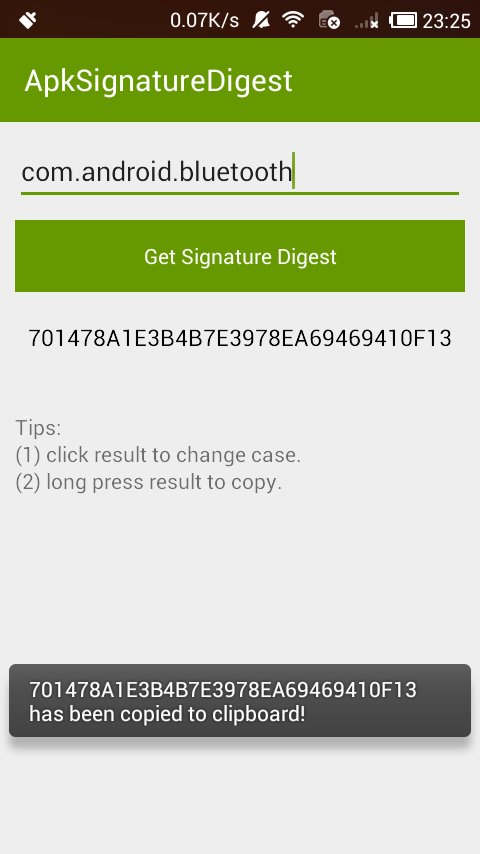 0.07K/s 23:25
ApkSignatureDigest
com.android.bluetooth
Get Signature Digest
701478A1E3B4B7E3978EA69469410F13
Tips:
(1) click result to change case.
(2) long press result to copy.
701478A1E3B4B7E3978EA69469410F13
has been copied to clipboard!